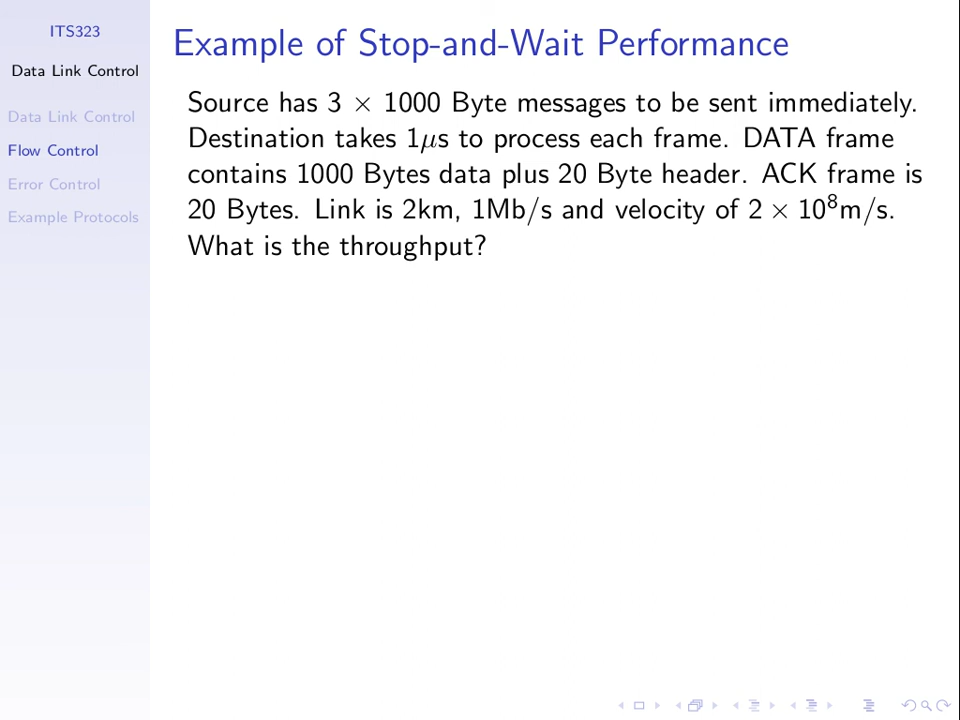 ITS323
Data Link Control
Data Link Control
Flow Control
Error Control
Example Protocols
Example of Stop-and-Wait Performance
Source has 3 × 1000 Byte messages to be sent immediately.
Destination takes 1μs to process each frame. DATA frame
contains 1000 Bytes data plus 20 Byte header. ACK frame is
20 Bytes. Link is 2km, 1Mb/s and velocity of 2 × 10⁸m/s.
What is the throughput?